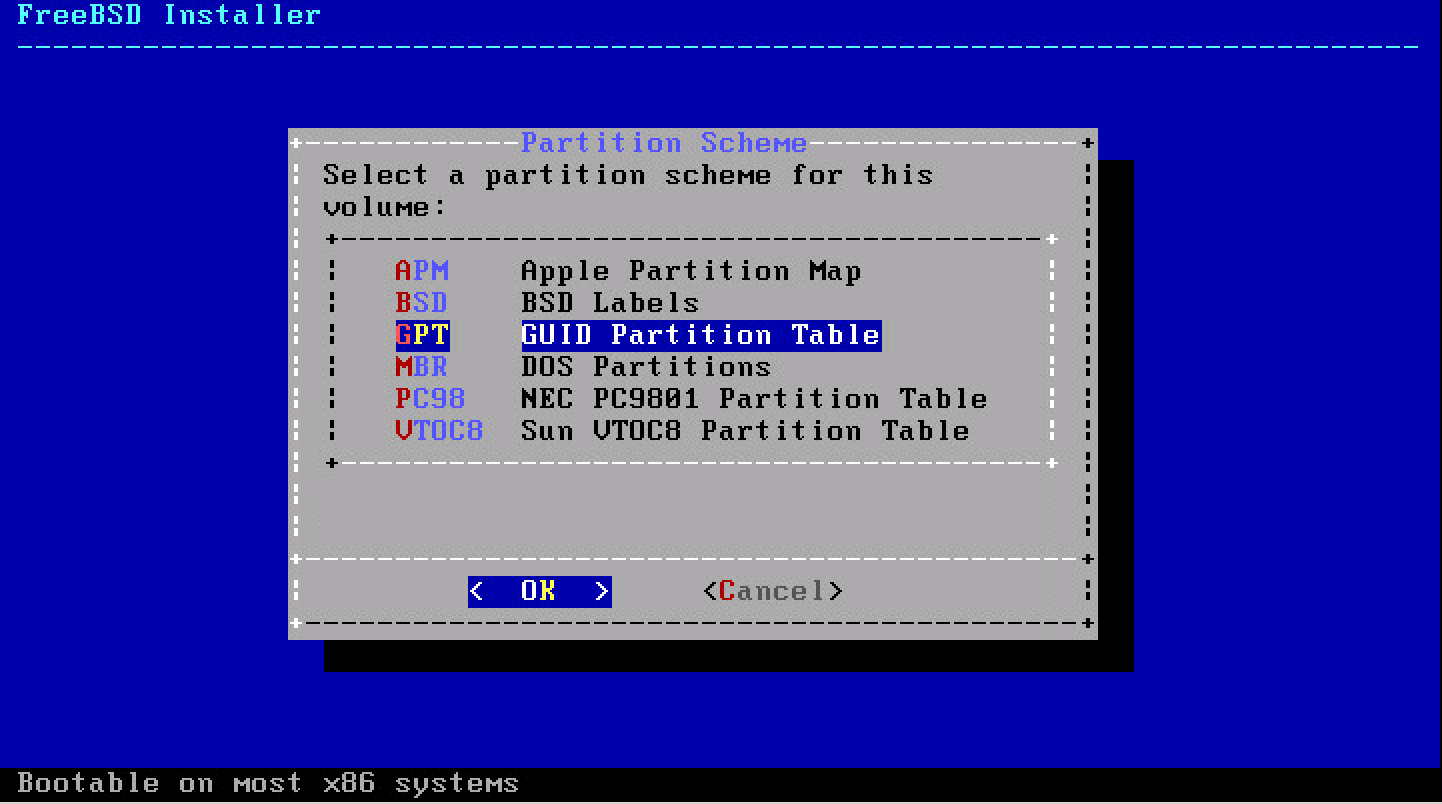 FreeBSD Installer
Partition Scheme
Select a partition scheme for this
volume:
APM Apple Partition Map
BSD BSD Labels
GPT GUID Partition Table
MBR DOS Partitions
PC98 NEC PC9801 Partition Table
VTOC8 Sun VTOC8 Partition Table
< OK > <Cancel>
Bootable on most x86 systems